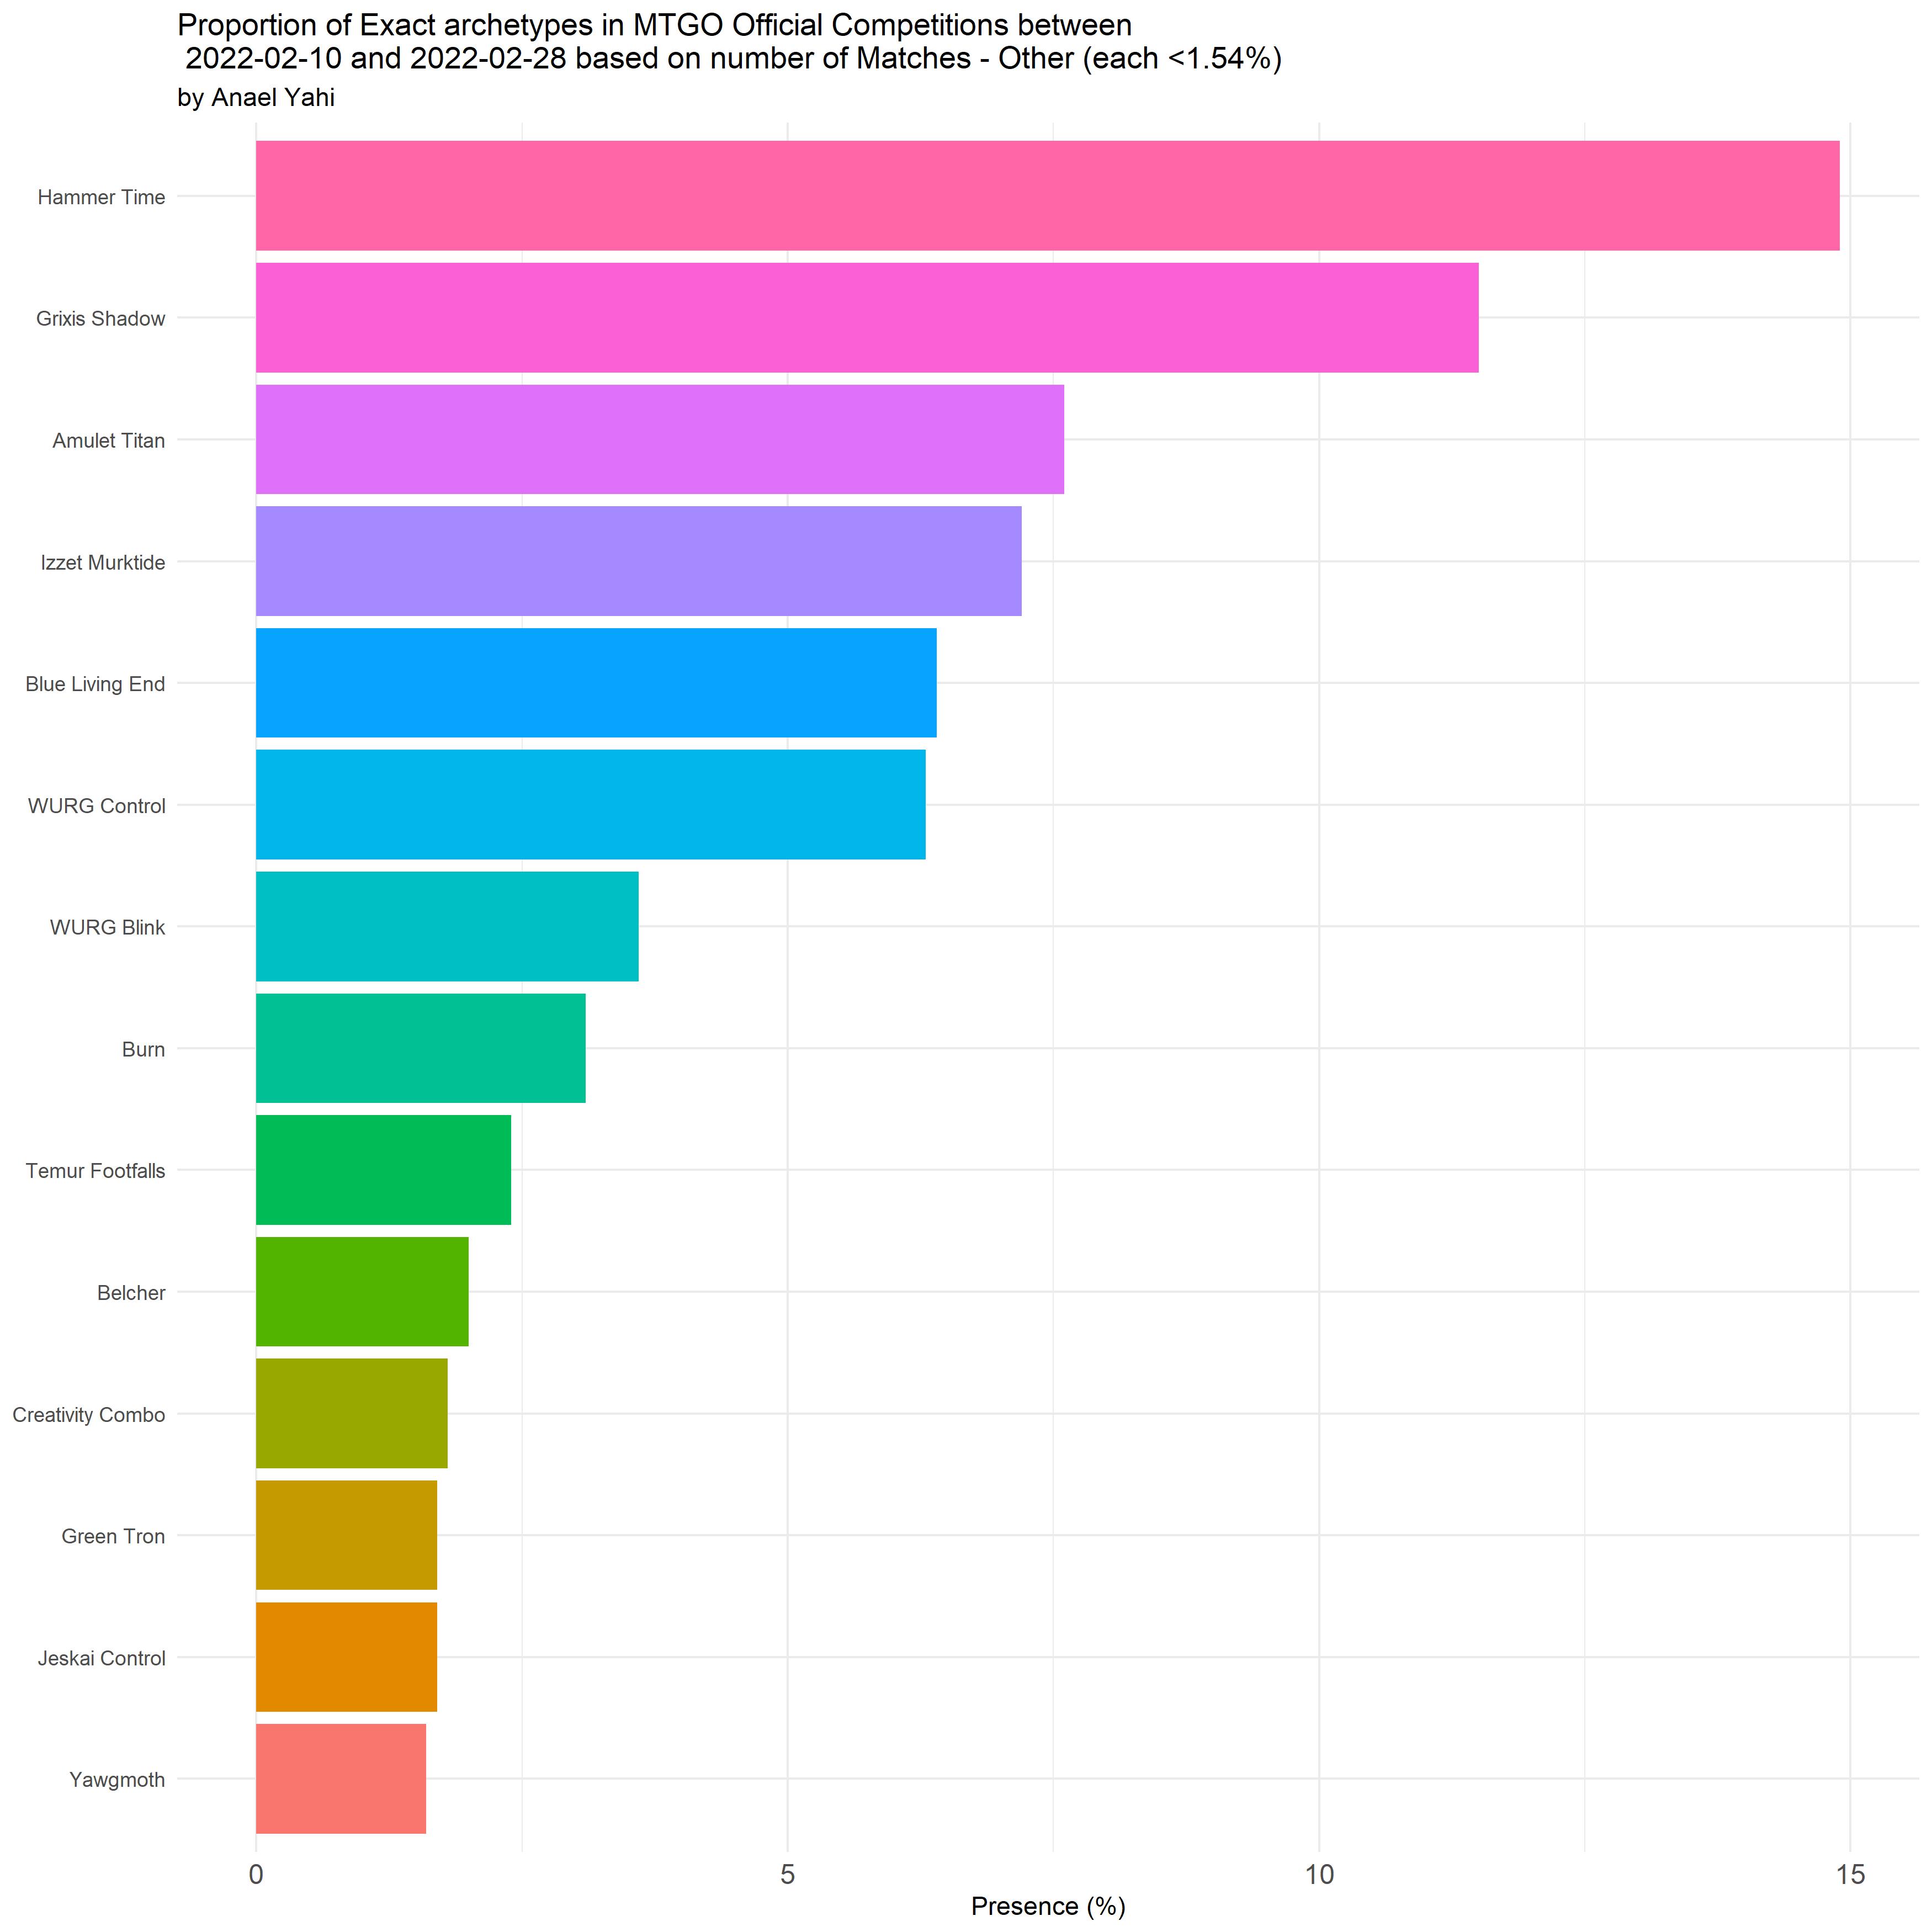 Proportion of Exact archetypes in MTGO Official Competitions between
2022-02-10 and 2022-02-28 based on number of Matches - Other (each <1.54%)
by Anael Yahi
Hammer Time
Grixis Shadow
Amulet Titan
Izzet Murktide
Blue Living End
WURG Control
WURG Blink
Burn
Temur Footfalls
Belcher
Creativity Combo
Green Tron
Jeskai Control
Yawgmoth
0 5 10 15
Presence (%)